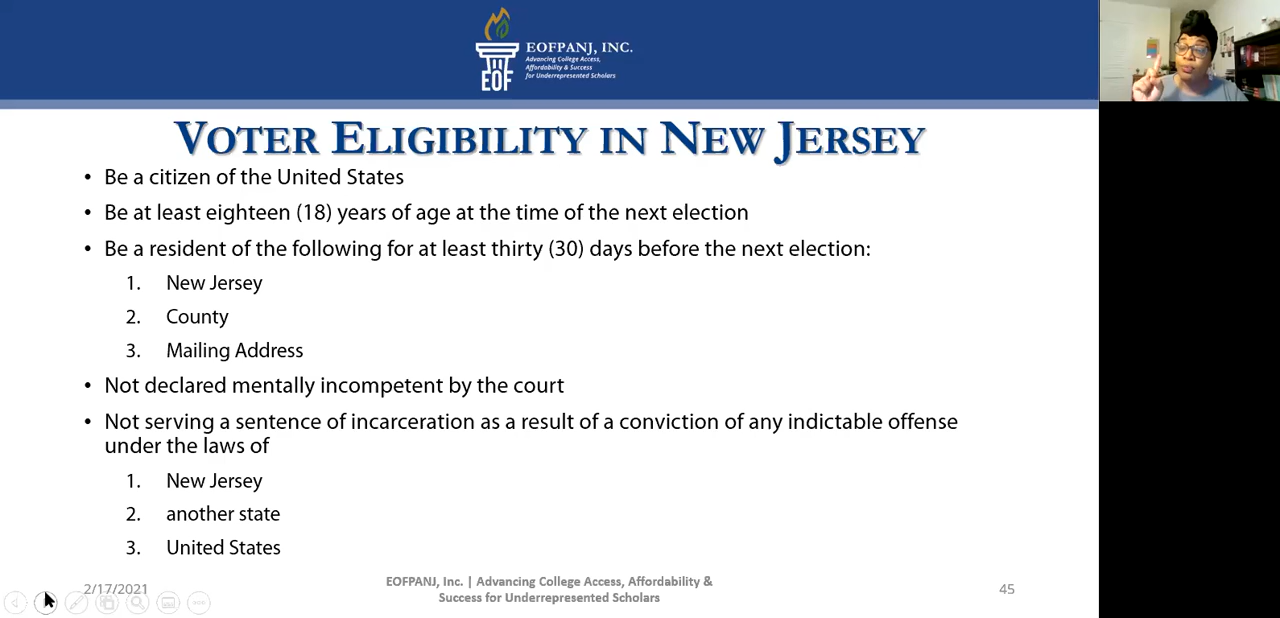 EOFPANJ, INC.
Advancing College Access,
Affordability & Success
for Underrepresented Scholars
EOF
VOTER ELIGIBILITY IN NEW JERSEY
• Be a citizen of the United States
• Be at least eighteen (18) years of age at the time of the next election
• Be a resident of the following for at least thirty (30) days before the next election:
1. New Jersey
2. County
3. Mailing Address
• Not declared mentally incompetent by the court
• Not serving a sentence of incarceration as a result of a conviction of any indictable offense
under the laws of
1. New Jersey
2. another state
3. United States
2/17/2021
EOFPANJ, Inc. | Advancing College Access, Affordability &
Success for Underrepresented Scholars
45